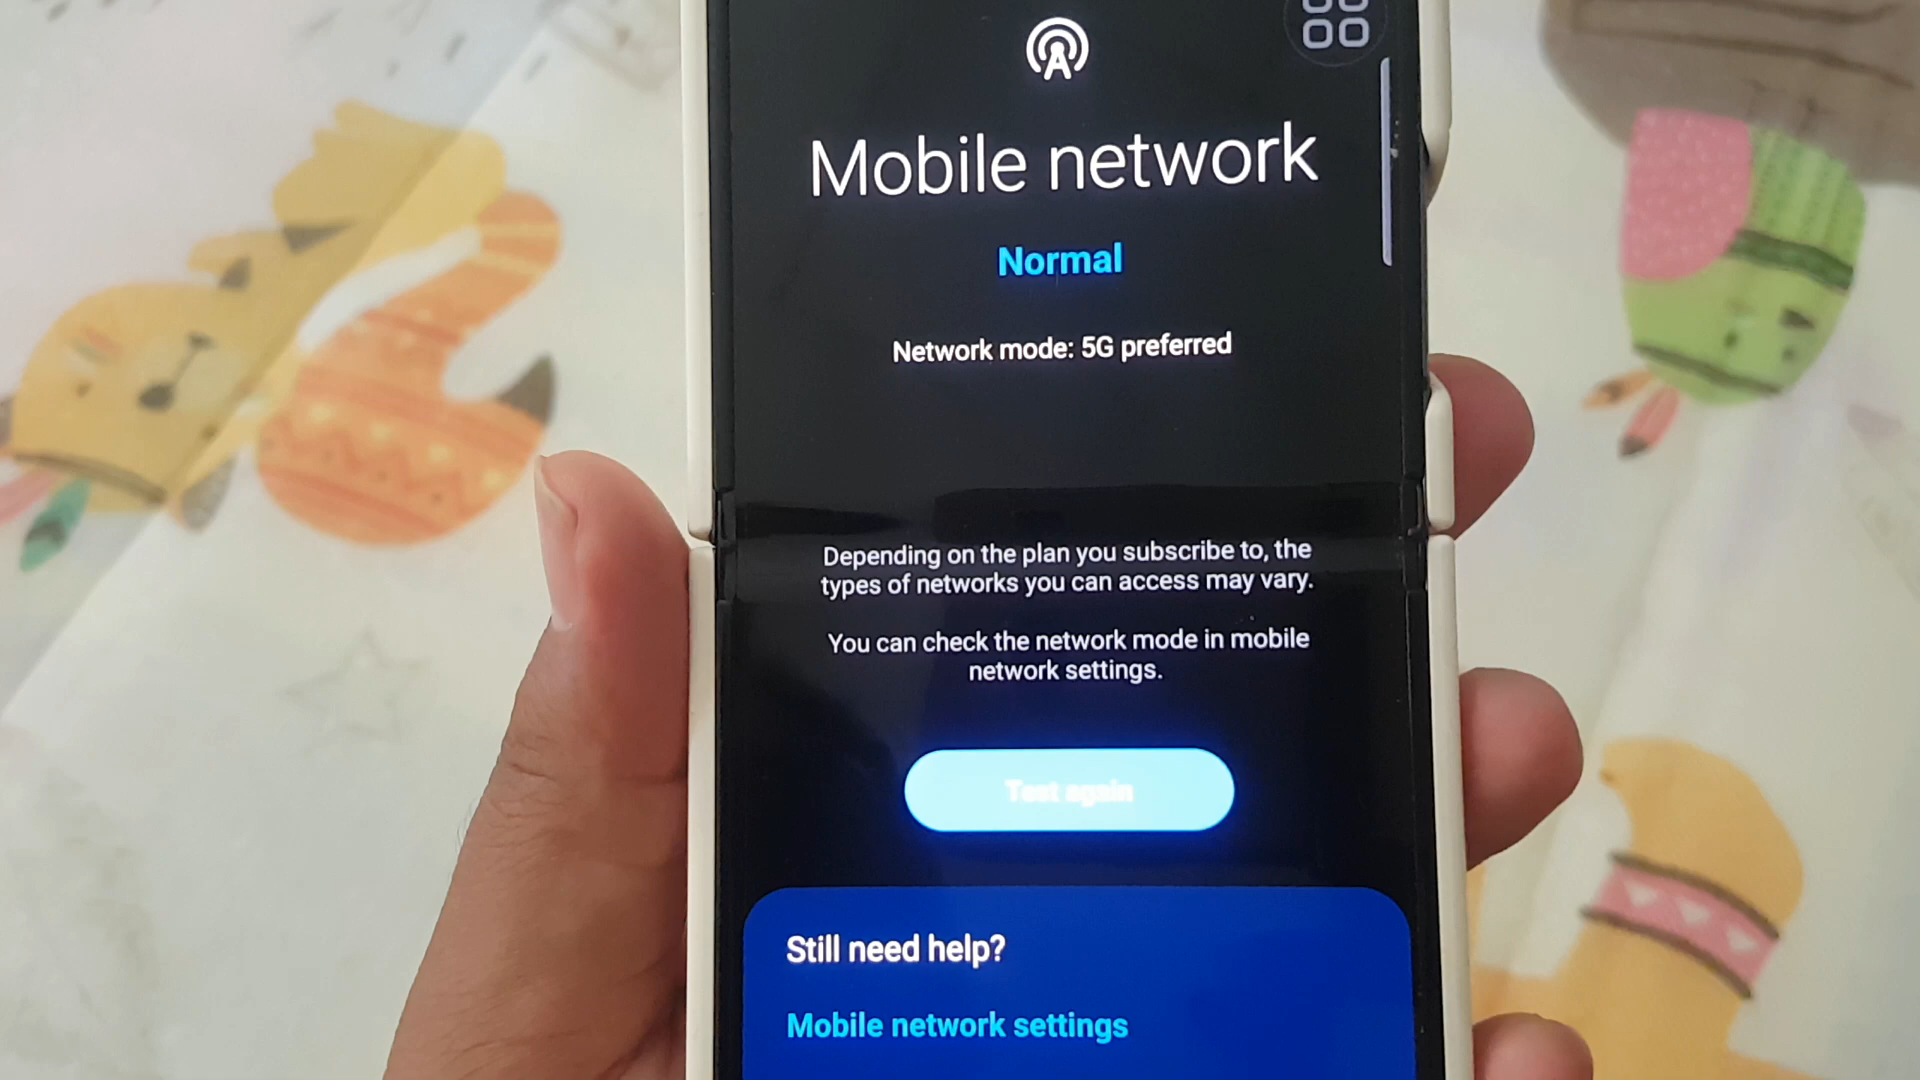 Mobile network
Normal
Network mode: 5G preferred
Depending on the plan you subscribe to, the
types of networks you can access may vary.
You can check the network mode in mobile
network settings.
Test again
Still need help?
Mobile network settings